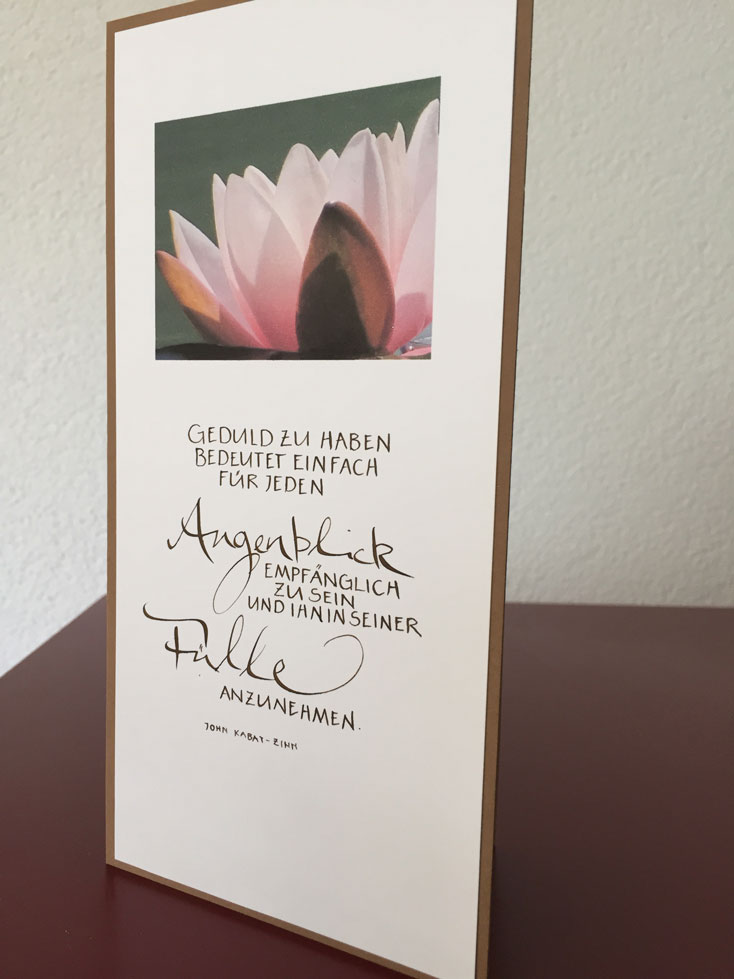 GEDULD ZU HABEN
BEDEUTET EINFACH
FÜR JEDEN
Augenblick
EMPFÄNGLICH
ZU SEIN
UND IHN IN SEINER
Fülle
ANZUNEHMEN.
JOHN KABAT-ZINN